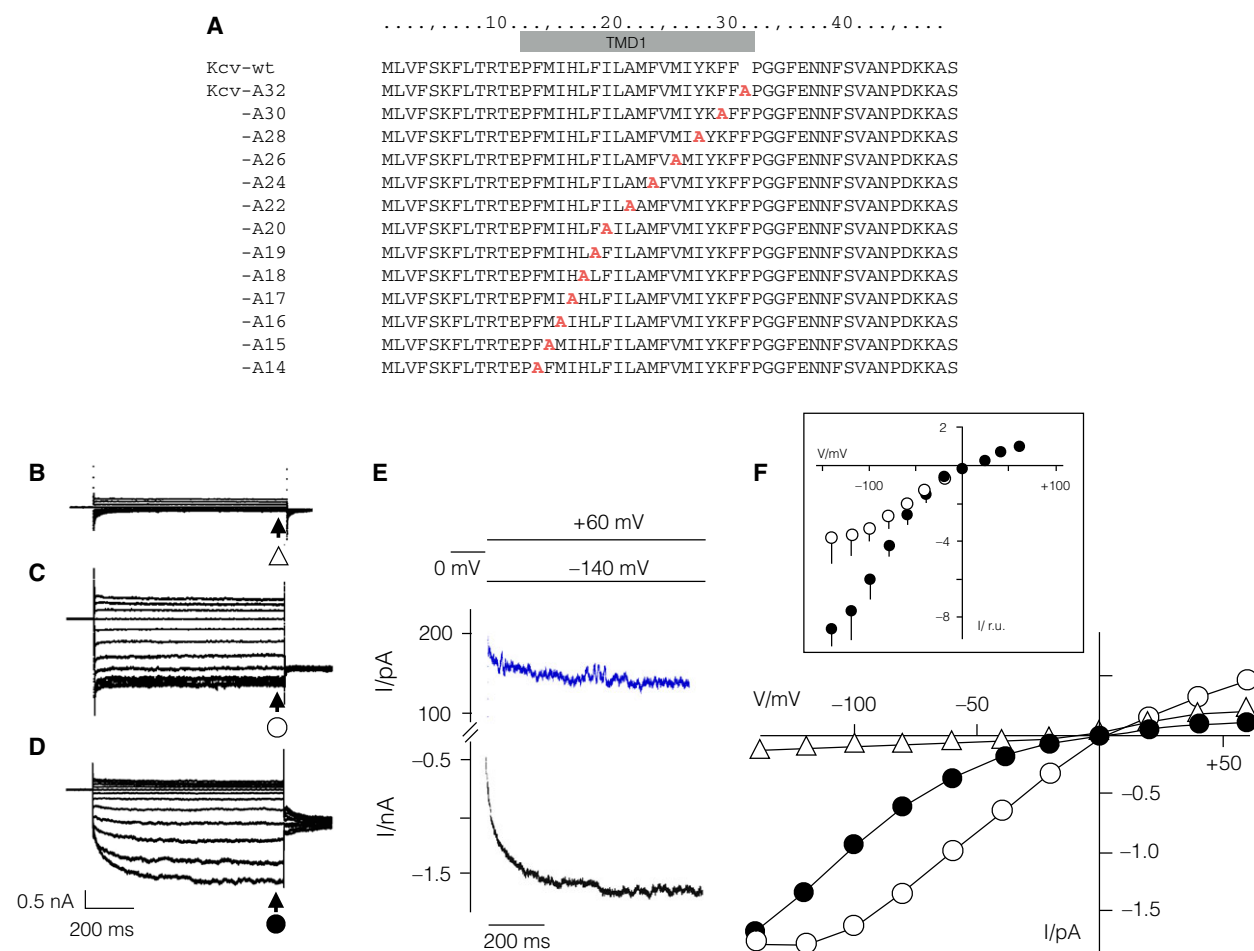 A
....,....10...,...20....,....30...,....40...,....
TMD1
Kcv-wt MLVFSKFLTRTEPFMIHLFILAMFVMIYKFF PGGFENNFSVANPDKKAS
Kcv-A32 MLVFSKFLTRTEPFMIHLFILAMFVMIYKFFAPGGFENNFSVANPDKKAS
-A30 MLVFSKFLTRTEPFMIHLFILAMFVMIYKAFFPGGFENNFSVANPDKKAS
-A28 MLVFSKFLTRTEPFMIHLFILAMFVMIAYKFFPGGFENNFSVANPDKKAS
-A26 MLVFSKFLTRTEPFMIHLFILAMFVAMIYKFFPGGFENNFSVANPDKKAS
-A24 MLVFSKFLTRTEPFMIHLFILAMAFVMIYKFFPGGFENNFSVANPDKKAS
-A22 MLVFSKFLTRTEPFMIHLFILAAMFVMIYKFFPGGFENNFSVANPDKKAS
-A20 MLVFSKFLTRTEPFMIHLFAILAMFVMIYKFFPGGFENNFSVANPDKKAS
-A19 MLVFSKFLTRTEPFMIHLAFILAMFVMIYKFFPGGFENNFSVANPDKKAS
-A18 MLVFSKFLTRTEPFMIHALFILAMFVMIYKFFPGGFENNFSVANPDKKAS
-A17 MLVFSKFLTRTEPFMIAHLFILAMFVMIYKFFPGGFENNFSVANPDKKAS
-A16 MLVFSKFLTRTEPFMAIHLFILAMFVMIYKFFPGGFENNFSVANPDKKAS
-A15 MLVFSKFLTRTEPFAMIHLFILAMFVMIYKFFPGGFENNFSVANPDKKAS
-A14 MLVFSKFLTRTEPAFMIHLFILAMFVMIYKFFPGGFENNFSVANPDKKAS
B
C
D
0.5 nA
200 ms
E
+60 mV
0 mV
−140 mV
200
I/pA
100
−0.5
I/nA
−1.5
200 ms
F
2
V/mV
−100
+100
−4
−8
I/ r.u.
V/mV
−100
−50
+50
−0.5
−1.0
−1.5
I/pA